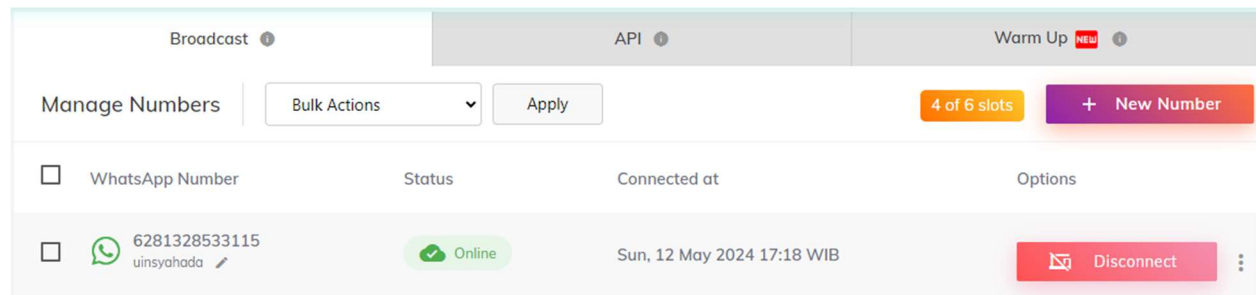 Broadcast API Warm Up NEW
Manage Numbers Bulk Actions Apply 4 of 6 slots + New Number
WhatsApp Number Status Connected at Options
6281328533115
uinsyahada
Online Sun, 12 May 2024 17:18 WIB Disconnect